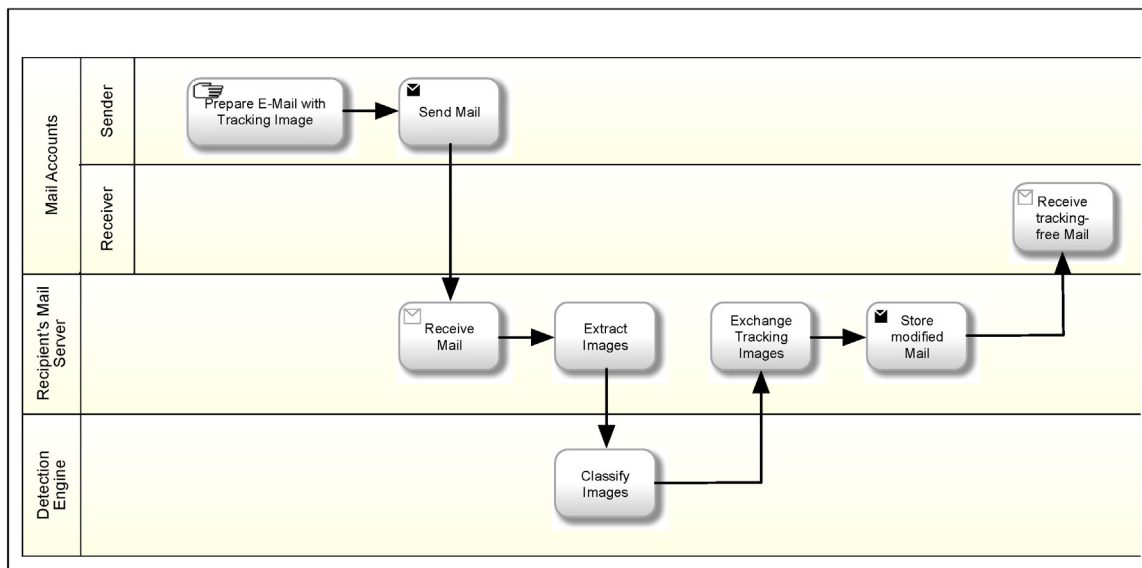 Mail Accounts
Sender
Prepare E-Mail with
Tracking Image
Send Mail
Receiver
Receive
tracking-
free Mail
Recipient's Mail
Server
Receive
Mail
Extract
Images
Exchange
Tracking
Images
Store
modified
Mail
Detection
Engine
Classify
Images